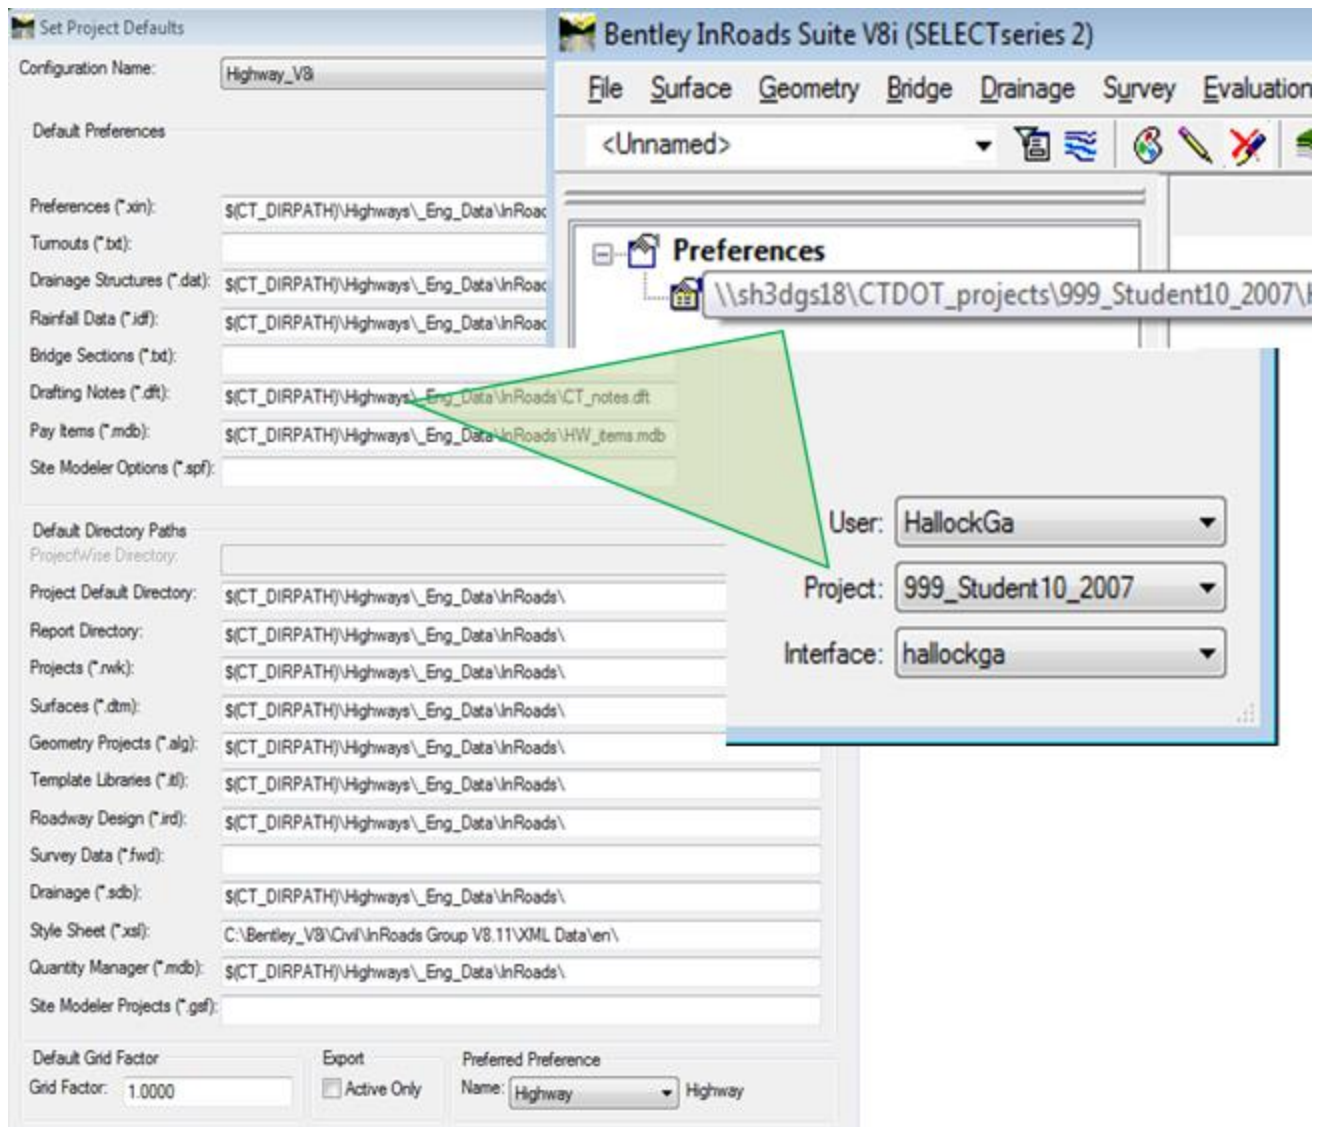 Set Project Defaults
Configuration Name: Highway_V8i
Default Preferences
Preferences (*.xin): $(CT_DIRPATH)\Highways\_Eng_Data\InRoad
Turnouts (*.txt):
Drainage Structures (*.dat): $(CT_DIRPATH)\Highways\_Eng_Data\InRoad
Rainfall Data (*.idf): $(CT_DIRPATH)\Highways\_Eng_Data\InRoad
Bridge Sections (*.txt):
Drafting Notes (*.dft): $(CT_DIRPATH)\Highways\_Eng_Data\InRoads\CT_notes.dft
Pay Items (*.mdb): $(CT_DIRPATH)\Highways\_Eng_Data\InRoads\HW_items.mdb
Site Modeler Options (*.spf):
Default Directory Paths
ProjectWise Directory:
Project Default Directory: $(CT_DIRPATH)\Highways\_Eng_Data\InRoads\
Report Directory: $(CT_DIRPATH)\Highways\_Eng_Data\InRoads\
Projects (*.rwk): $(CT_DIRPATH)\Highways\_Eng_Data\InRoads\
Surfaces (*.dtm): $(CT_DIRPATH)\Highways\_Eng_Data\InRoads\
Geometry Projects (*.alg): $(CT_DIRPATH)\Highways\_Eng_Data\InRoads\
Template Libraries (*.itl): $(CT_DIRPATH)\Highways\_Eng_Data\InRoads\
Roadway Design (*.ird): $(CT_DIRPATH)\Highways\_Eng_Data\InRoads\
Survey Data (*.fwd):
Drainage (*.sdb): $(CT_DIRPATH)\Highways\_Eng_Data\InRoads\
Style Sheet (*.xsl): C:\Bentley_V8i\Civil\InRoads Group V8.11\XML Data\en\
Quantity Manager (*.mdb): $(CT_DIRPATH)\Highways\_Eng_Data\InRoads\
Site Modeler Projects (*.gsf):
Default Grid Factor
Grid Factor: 1.0000
Export
Active Only
Preferred Preference
Name: Highway Highway
Bentley InRoads Suite V8i (SELECTseries 2)
File Surface Geometry Bridge Drainage Survey Evaluation
<Unnamed>
Preferences
\\sh3dgs18\CTDOT_projects\999_Student10_2007\
User: HallockGa
Project: 999_Student10_2007
Interface: hallockga